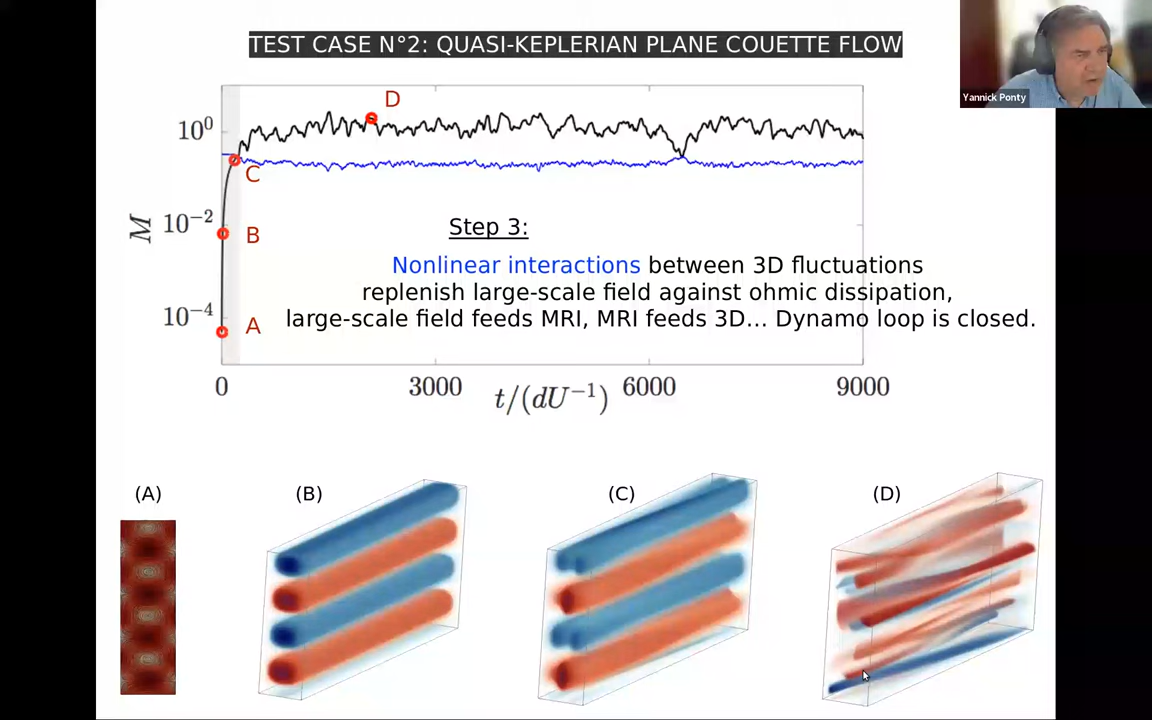 TEST CASE N°2: QUASI-KEPLERIAN PLANE COUETTE FLOW
Yannick Ponty
D
10⁰
C
M
10⁻²
B
Step 3:
Nonlinear interactions between 3D fluctuations
replenish large-scale field against ohmic dissipation,
10⁻⁴
A
large-scale field feeds MRI, MRI feeds 3D... Dynamo loop is closed.
0
3000
6000
9000
t/(dU⁻¹)
(A)
(B)
(C)
(D)